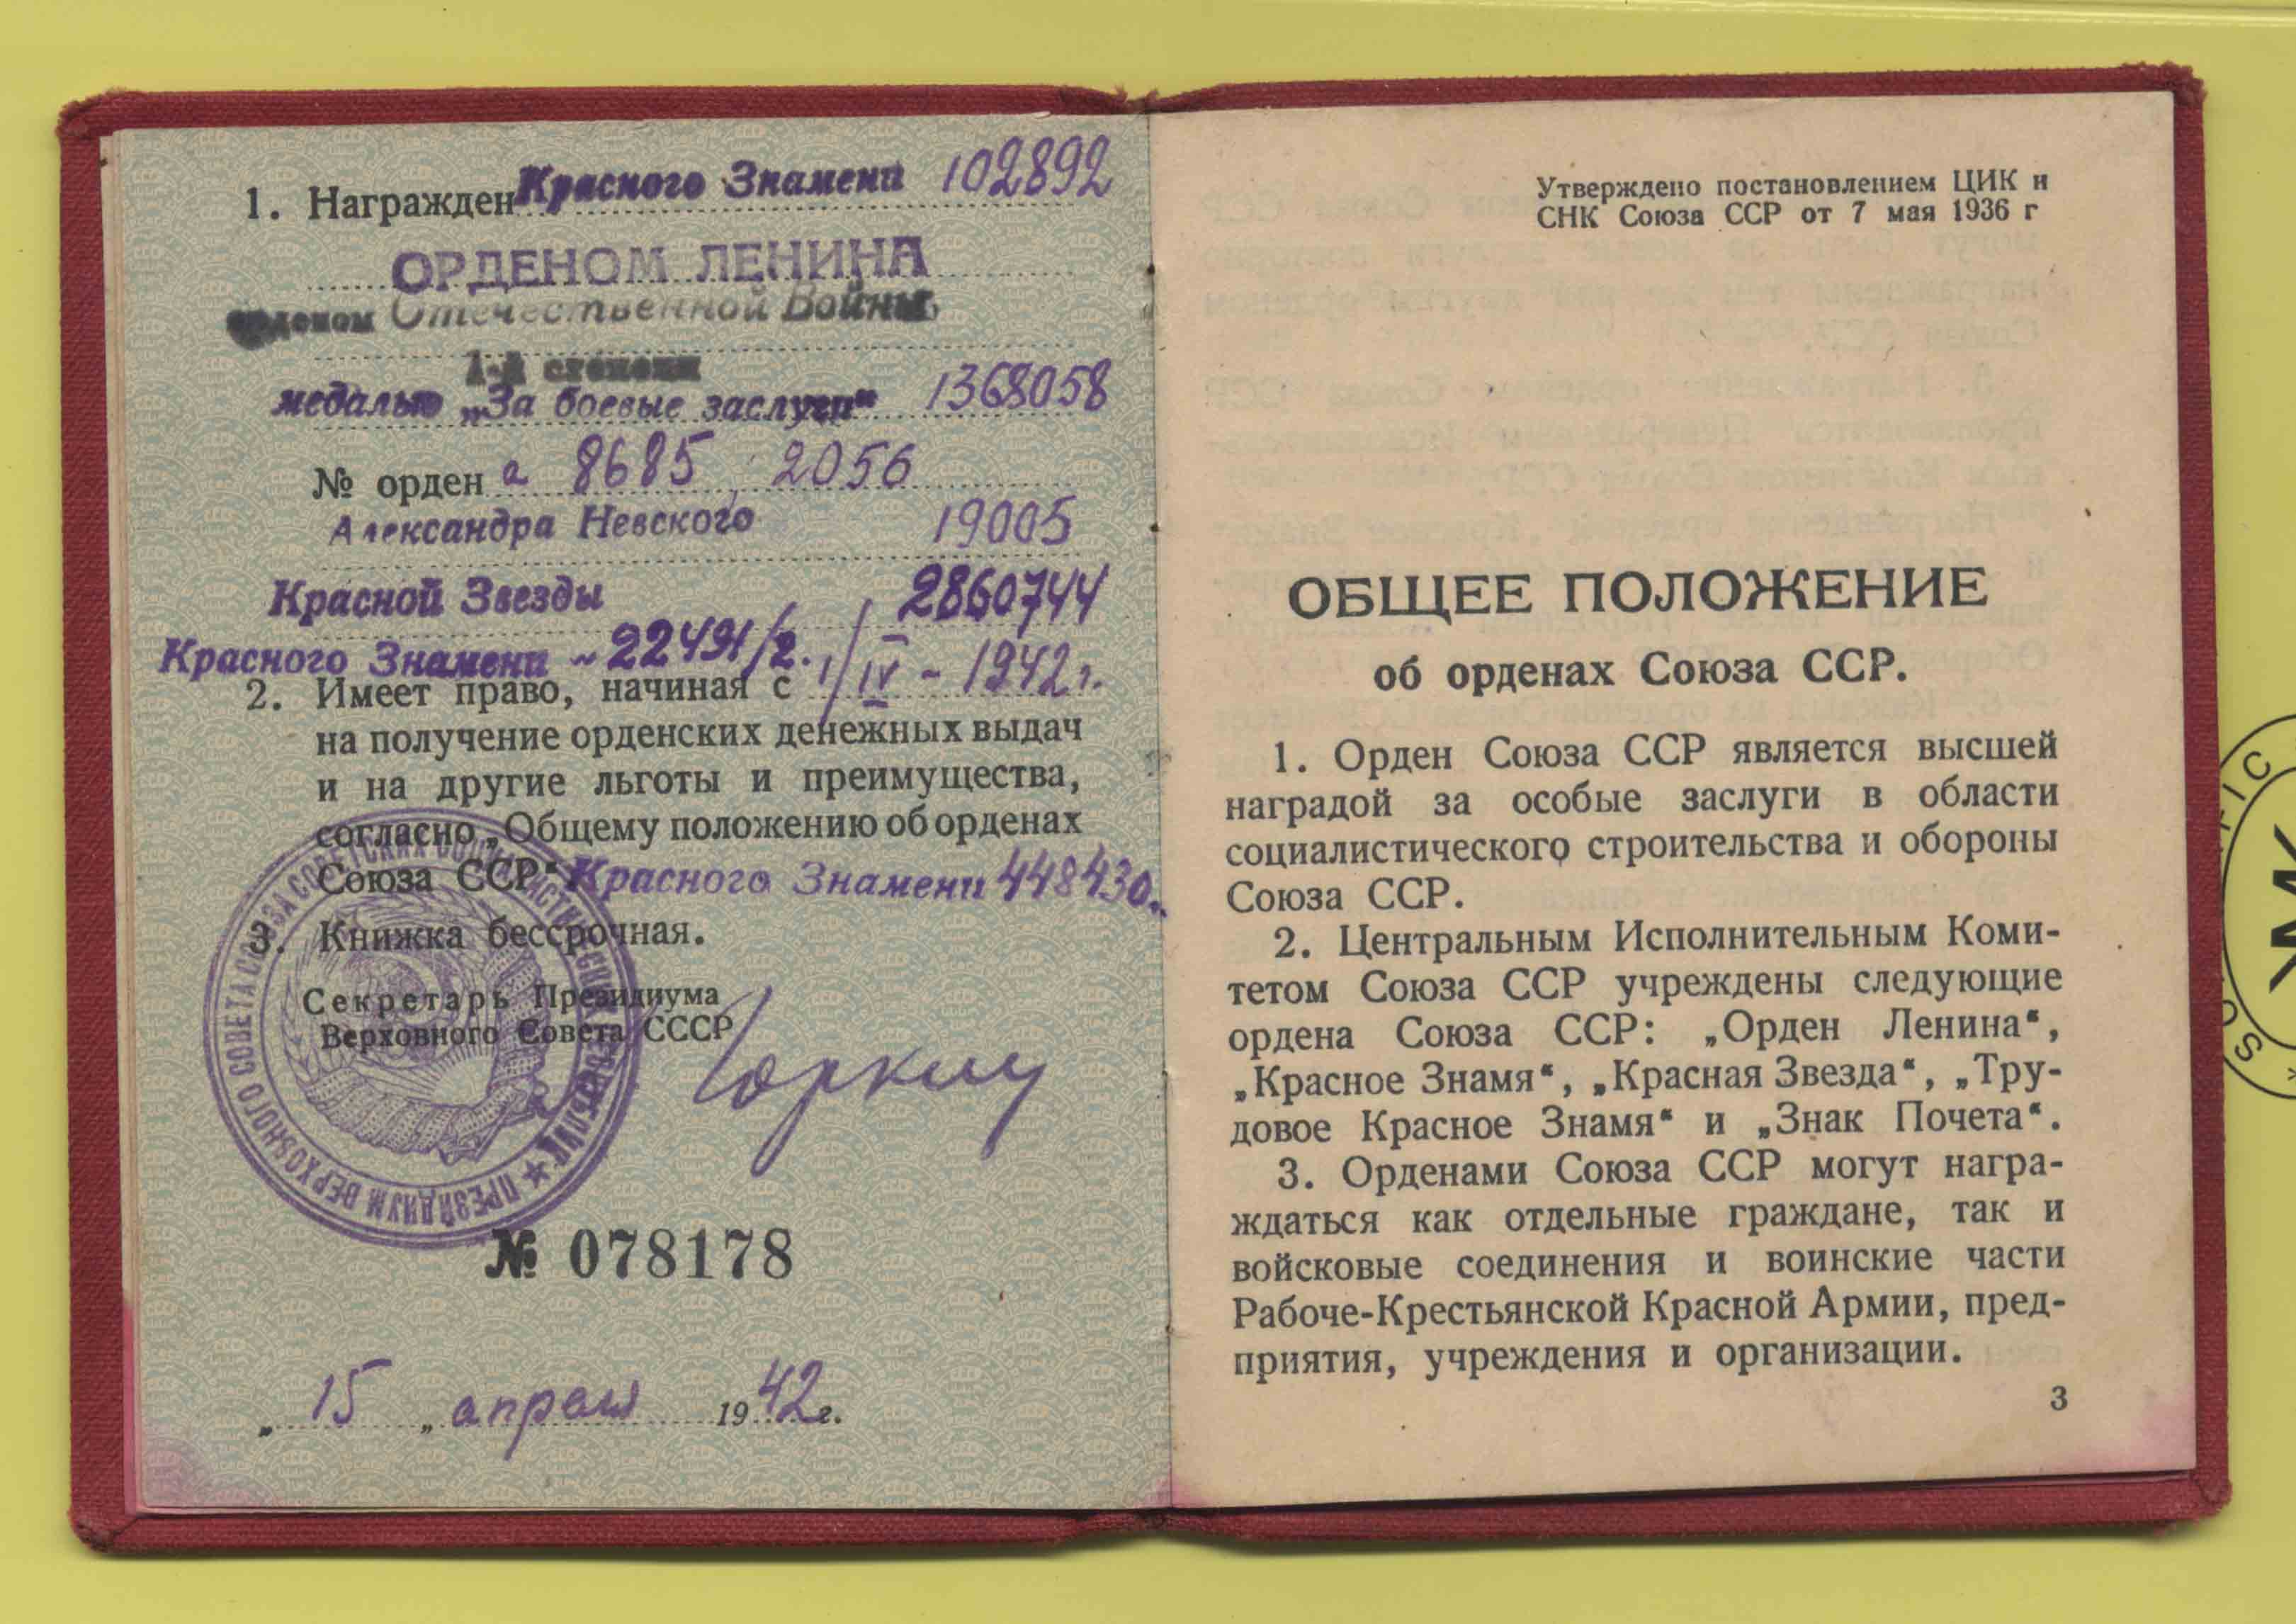 1. Награжден Красного Знамени 102892
ОРДЕНОМ ЛЕНИНА
орденом Отечественной Войны
1-й степени
медалью „За боевые заслуги“ 1368058
№ орден а 8685, 2056
Александра Невского 19005
Красной Звезды 2860744
Красного Знамени - 22491/2.
2. Имеет право, начиная с 1/IV - 1942 г.
на получение орденских денежных выдач
и на другие льготы и преимущества,
согласно „Общему положению об орденах
Союза ССР“ Красного Знамени 448430
3. Книжка бессрочная.
Секретарь Президиума
Верховного Совета СССР
Горкин
ПРЕЗИДИУМ ВЕРХОВНОГО СОВЕТА СОЮЗА СОВЕТСКИХ
№ 078178
„ 15 „ апреля 1942 г.
Утверждено постановлением ЦИК и
СНК Союза ССР от 7 мая 1936 г
ОБЩЕЕ ПОЛОЖЕНИЕ
об орденах Союза ССР.
1. Орден Союза ССР является высшей
наградой за особые заслуги в области
социалистического строительства и обороны
Союза ССР.
2. Центральным Исполнительным Коми-
тетом Союза ССР учреждены следующие
ордена Союза ССР: „Орден Ленина“,
„Красное Знамя“, „Красная Звезда“, „Тру-
довое Красное Знамя“ и „Знак Почета“.
3. Орденами Союза ССР могут награ-
ждаться как отдельные граждане, так и
войсковые соединения и воинские части
Рабоче-Крестьянской Красной Армии, пред-
приятия, учреждения и организации.
3